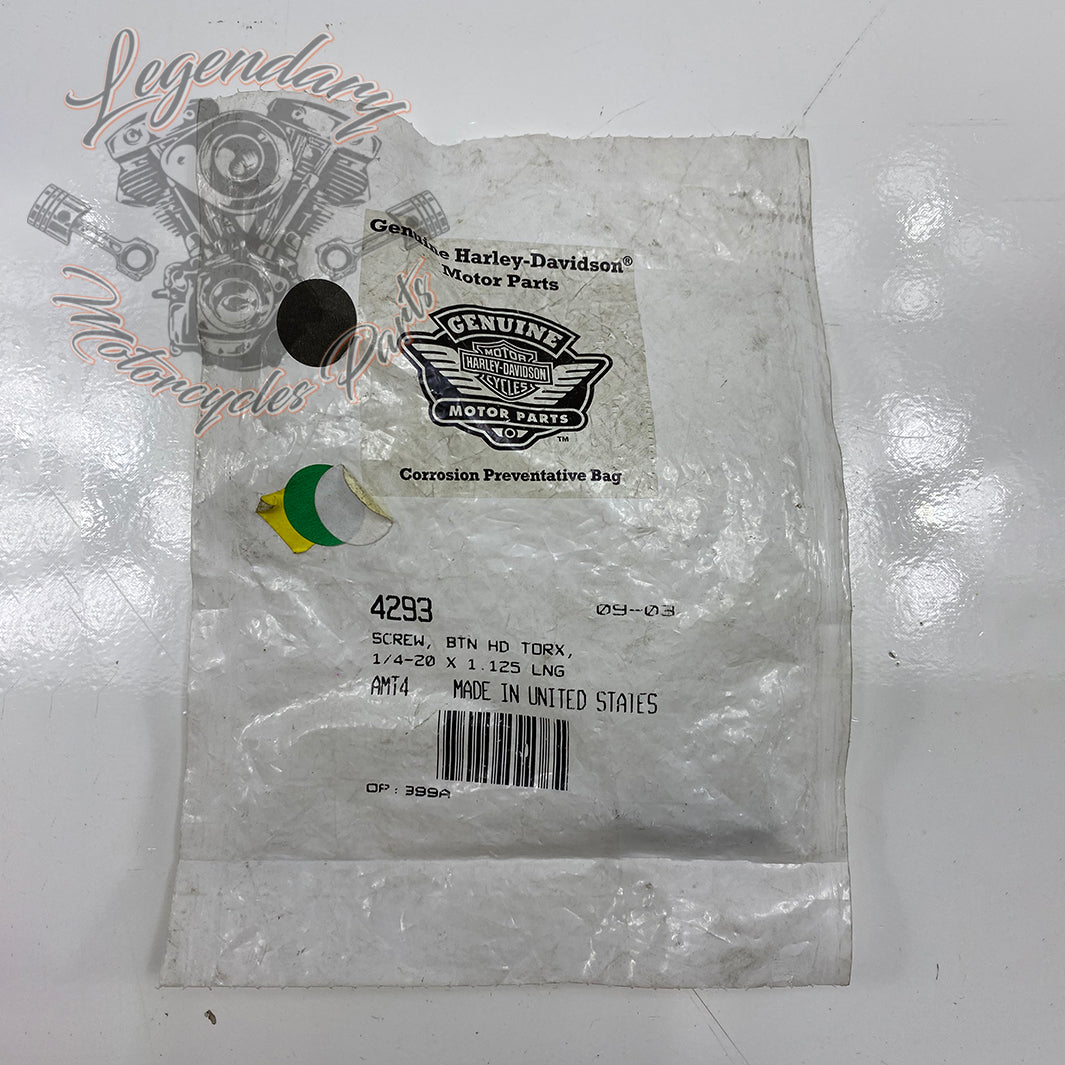 Legendary
Motorcycles Parts
Genuine Harley-Davidson®
Motor Parts
GENUINE
MOTOR
HARLEY-DAVIDSON
CYCLES
MOTOR PARTS
TM
Corrosion Preventative Bag
4293 09-03
SCREW, BTN HD TORX,
1/4-20 X 1.125 LNG
AMT4 MADE IN UNITED STATES
OP: 399A